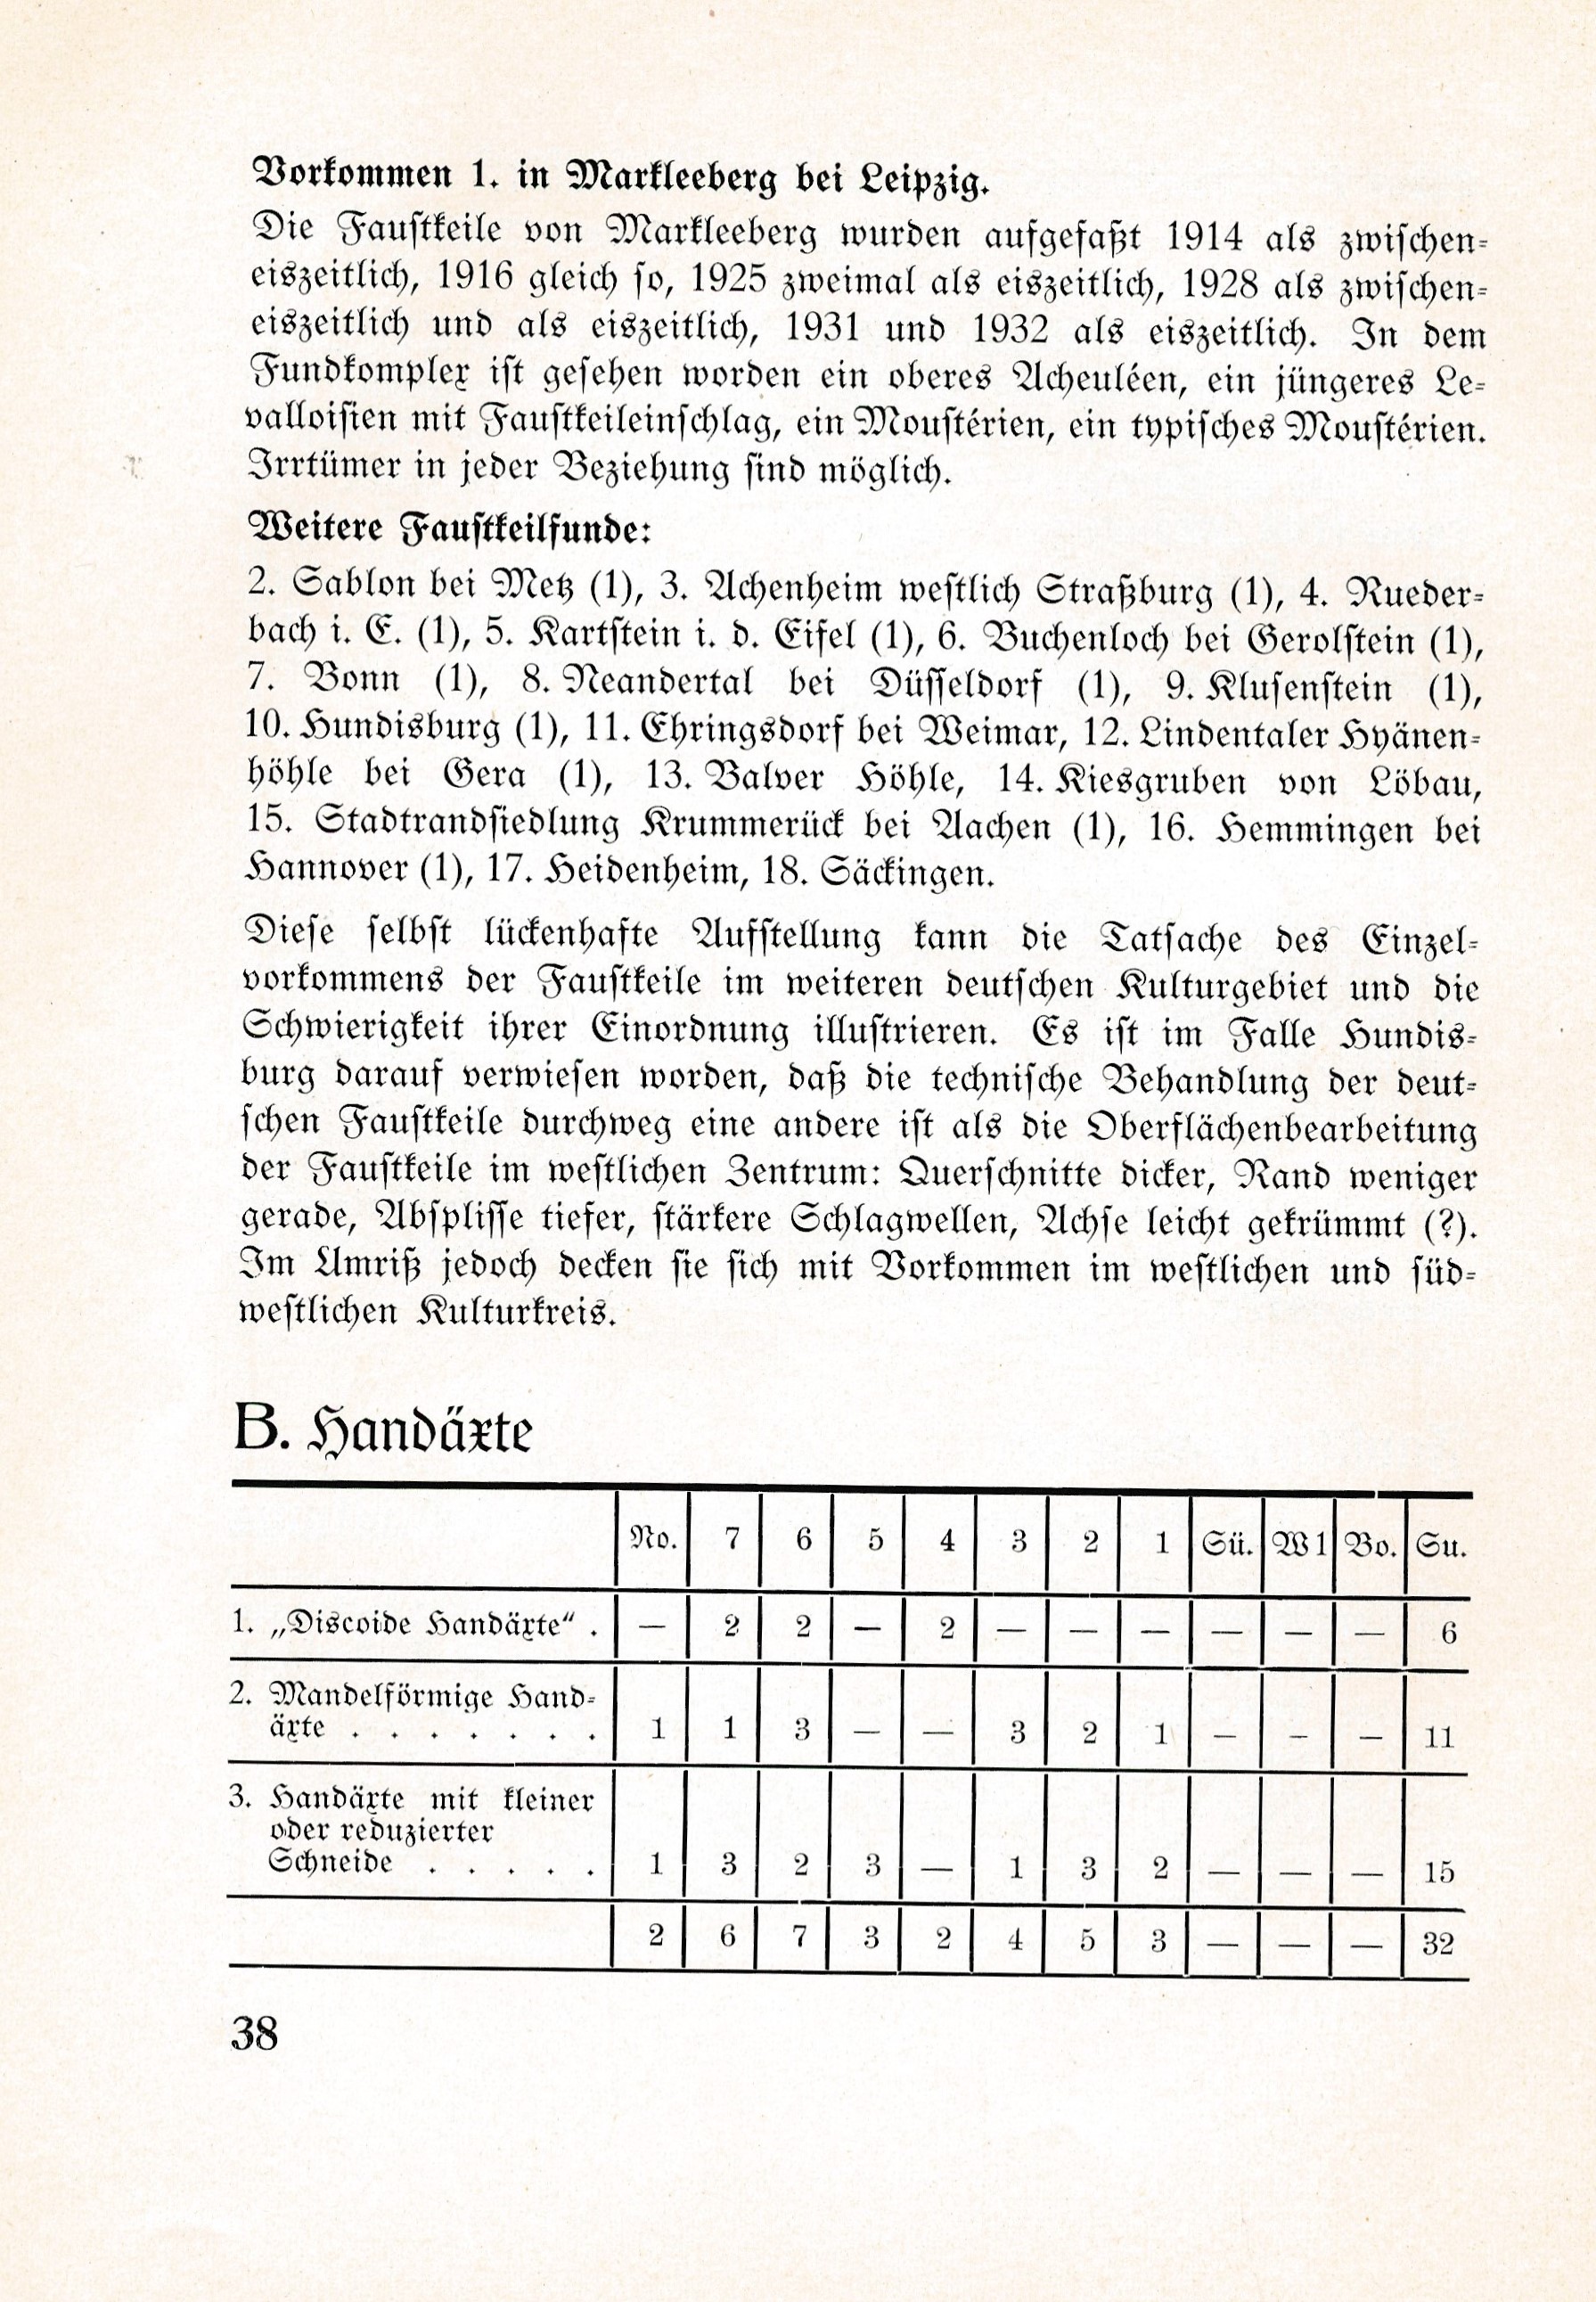 Vorkommen 1. in Markleeberg bei Leipzig.
Die Faustkeile von Markleeberg wurden aufgefaßt 1914 als zwischen-
eiszeitlich, 1916 gleich so, 1925 zweimal als eiszeitlich, 1928 als zwischen-
eiszeitlich und als eiszeitlich, 1931 und 1932 als eiszeitlich. In dem
Fundkomplex ist gesehen worden ein oberes Acheuléen, ein jüngeres Le-
valloisien mit Faustkeileinschlag, ein Moustérien, ein typisches Moustérien.
Irrtümer in jeder Beziehung sind möglich.
Weitere Faustkeilfunde:
2. Sablon bei Metz (1), 3. Achenheim westlich Straßburg (1), 4. Rueder-
bach i. E. (1), 5. Kartstein i. d. Eifel (1), 6. Buchenloch bei Gerolstein (1),
7. Bonn (1), 8. Neandertal bei Düsseldorf (1), 9. Klusenstein (1),
10. Hundisburg (1), 11. Ehringsdorf bei Weimar, 12. Lindentaler Hyänen-
höhle bei Gera (1), 13. Balver Höhle, 14. Kiesgruben von Löbau,
15. Stadtrandsiedlung Krummerück bei Aachen (1), 16. Hemmingen bei
Hannover (1), 17. Heidenheim, 18. Säckingen.
Diese selbst lückenhafte Aufstellung kann die Tatsache des Einzel-
vorkommens der Faustkeile im weiteren deutschen Kulturgebiet und die
Schwierigkeit ihrer Einordnung illustrieren. Es ist im Falle Hundis-
burg darauf verwiesen worden, daß die technische Behandlung der deut-
schen Faustkeile durchweg eine andere ist als die Oberflächenbearbeitung
der Faustkeile im westlichen Zentrum: Querschnitte dicker, Rand weniger
gerade, Absplisse tiefer, stärkere Schlagwellen, Achse leicht gekrümmt (?).
Im Umriß jedoch decken sie sich mit Vorkommen im westlichen und süd-
westlichen Kulturkreis.
B. Handäxte
No. 7 6 5 4 3 2 1 Sü. W1 Bo. Su.
1. „Discoide Handäxte“ . — 2 2 — 2 — — — — — — 6
2. Mandelförmige Hand-
äxte . . . . . . . 1 1 3 — — 3 2 1 — — — 11
3. Handäxte mit kleiner
oder reduzierter
Schneide . . . . . 1 3 2 3 — 1 3 2 — — — 15
2 6 7 3 2 4 5 3 — — — 32
38